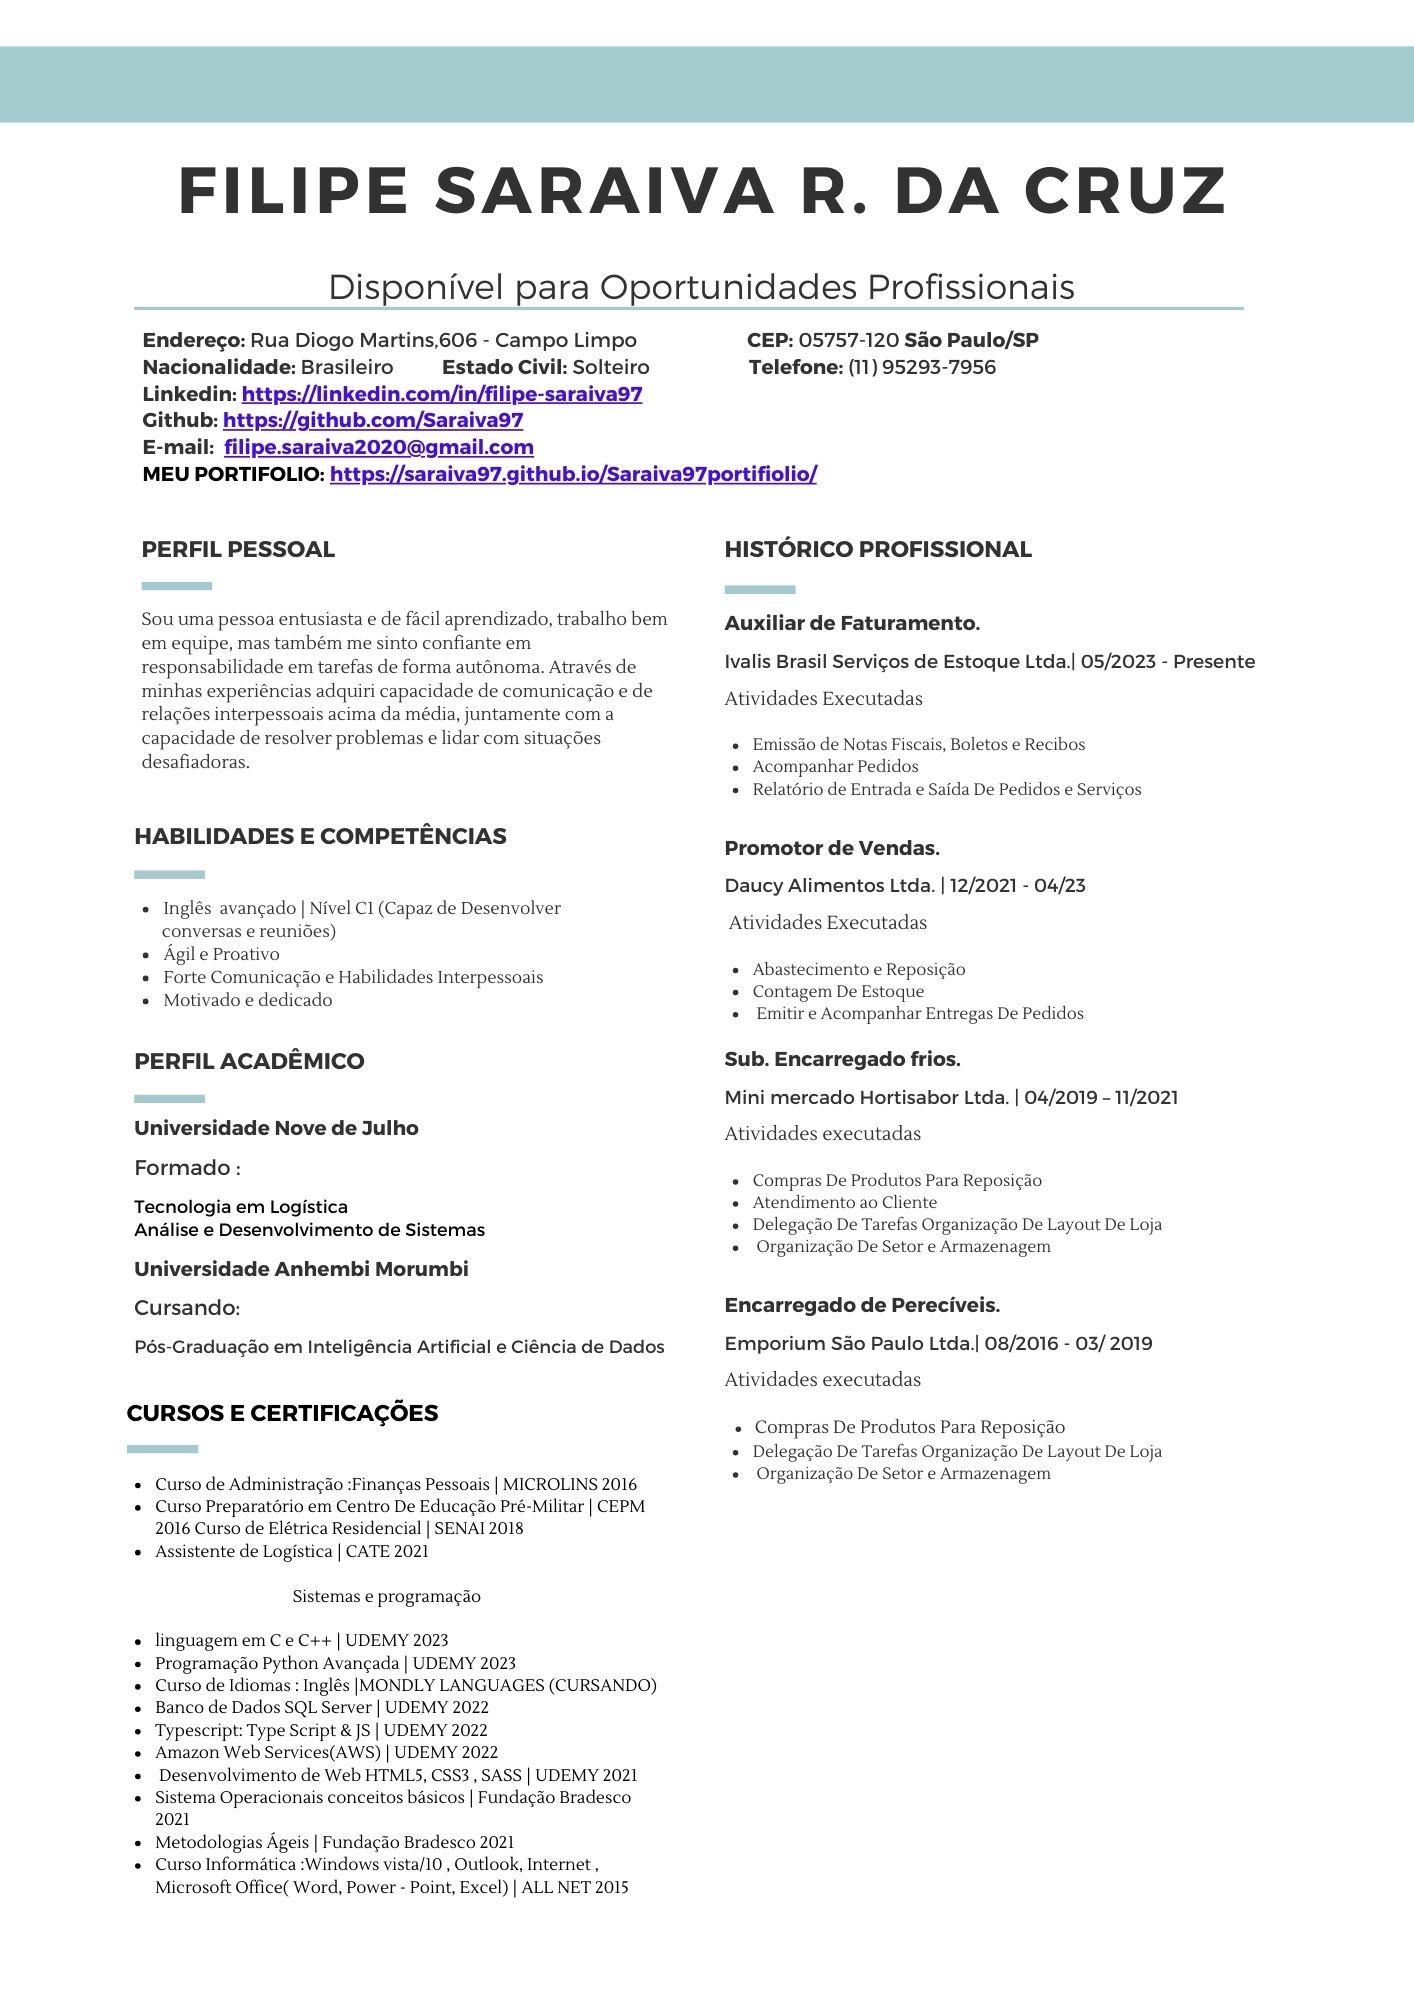 FILIPE SARAIVA R. DA CRUZ
Disponível para Oportunidades Profissionais
Endereço: Rua Diogo Martins,606 - Campo Limpo CEP: 05757-120 São Paulo/SP
Nacionalidade: Brasileiro Estado Civil: Solteiro Telefone: (11) 95293-7956
Linkedin: https://linkedin.com/in/filipe-saraiva97
Github: https://github.com/Saraiva97
E-mail: filipe.saraiva2020@gmail.com
MEU PORTIFOLIO: https://saraiva97.github.io/Saraiva97portifiolio/
PERFIL PESSOAL
Sou uma pessoa entusiasta e de fácil aprendizado, trabalho bem
em equipe, mas também me sinto confiante em
responsabilidade em tarefas de forma autônoma. Através de
minhas experiências adquiri capacidade de comunicação e de
relações interpessoais acima da média, juntamente com a
capacidade de resolver problemas e lidar com situações
desafiadoras.
HABILIDADES E COMPETÊNCIAS
• Inglês avançado | Nível C1 (Capaz de Desenvolver
conversas e reuniões)
• Ágil e Proativo
• Forte Comunicação e Habilidades Interpessoais
• Motivado e dedicado
PERFIL ACADÊMICO
Universidade Nove de Julho
Formado :
Tecnologia em Logística
Análise e Desenvolvimento de Sistemas
Universidade Anhembi Morumbi
Cursando:
Pós-Graduação em Inteligência Artificial e Ciência de Dados
CURSOS E CERTIFICAÇÕES
• Curso de Administração :Finanças Pessoais | MICROLINS 2016
• Curso Preparatório em Centro De Educação Pré-Militar | CEPM
2016 Curso de Elétrica Residencial | SENAI 2018
• Assistente de Logística | CATE 2021
Sistemas e programação
• linguagem em C e C++ | UDEMY 2023
• Programação Python Avançada | UDEMY 2023
• Curso de Idiomas : Inglês |MONDLY LANGUAGES (CURSANDO)
• Banco de Dados SQL Server | UDEMY 2022
• Typescript: Type Script & JS | UDEMY 2022
• Amazon Web Services(AWS) | UDEMY 2022
• Desenvolvimento de Web HTML5, CSS3 , SASS | UDEMY 2021
• Sistema Operacionais conceitos básicos | Fundação Bradesco
2021
• Metodologias Ágeis | Fundação Bradesco 2021
• Curso Informática :Windows vista/10 , Outlook, Internet ,
Microsoft Office( Word, Power - Point, Excel) | ALL NET 2015
HISTÓRICO PROFISSIONAL
Auxiliar de Faturamento.
Ivalis Brasil Serviços de Estoque Ltda.| 05/2023 - Presente
Atividades Executadas
• Emissão de Notas Fiscais, Boletos e Recibos
• Acompanhar Pedidos
• Relatório de Entrada e Saída De Pedidos e Serviços
Promotor de Vendas.
Daucy Alimentos Ltda. | 12/2021 - 04/23
Atividades Executadas
• Abastecimento e Reposição
• Contagem De Estoque
• Emitir e Acompanhar Entregas De Pedidos
Sub. Encarregado frios.
Mini mercado Hortisabor Ltda. | 04/2019 – 11/2021
Atividades executadas
• Compras De Produtos Para Reposição
• Atendimento ao Cliente
• Delegação De Tarefas Organização De Layout De Loja
• Organização De Setor e Armazenagem
Encarregado de Perecíveis.
Emporium São Paulo Ltda.| 08/2016 - 03/ 2019
Atividades executadas
• Compras De Produtos Para Reposição
• Delegação De Tarefas Organização De Layout De Loja
• Organização De Setor e Armazenagem